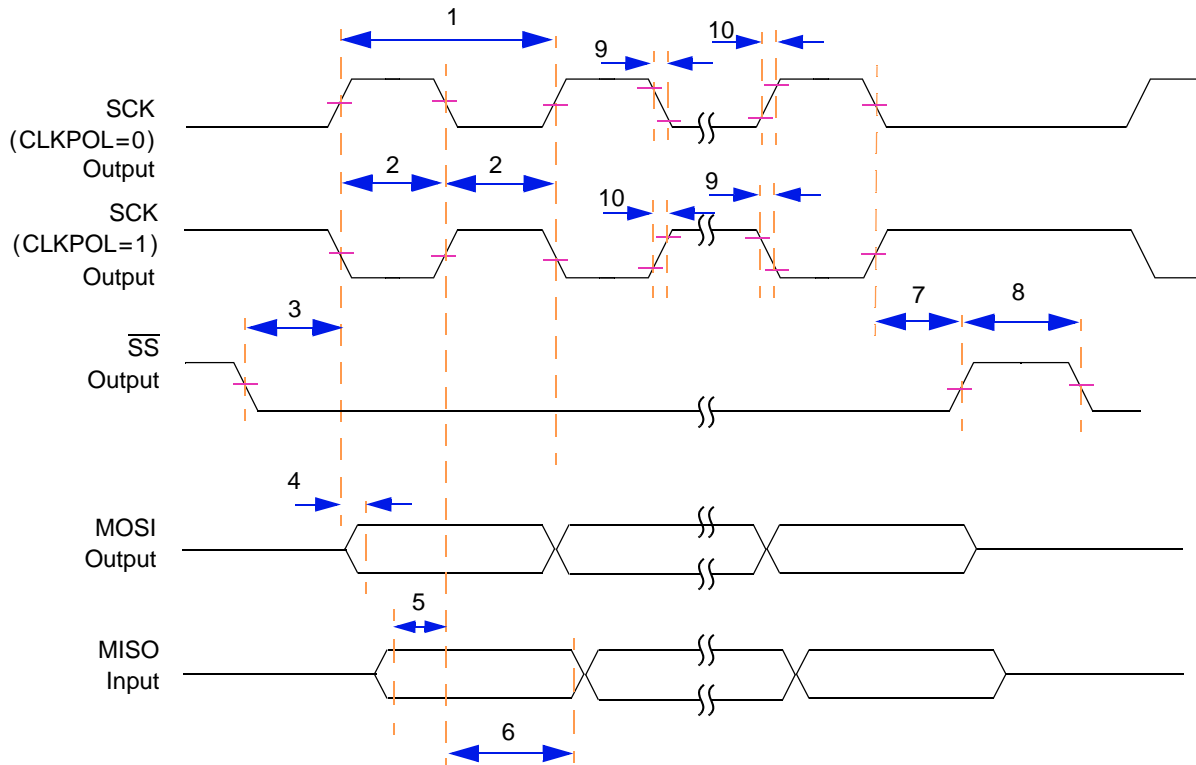 1
9
10
SCK
(CLKPOL=0)
Output
2
2
SCK
(CLKPOL=1)
Output
10
9
3
7
8
SS
Output
4
MOSI
Output
5
MISO
Input
6